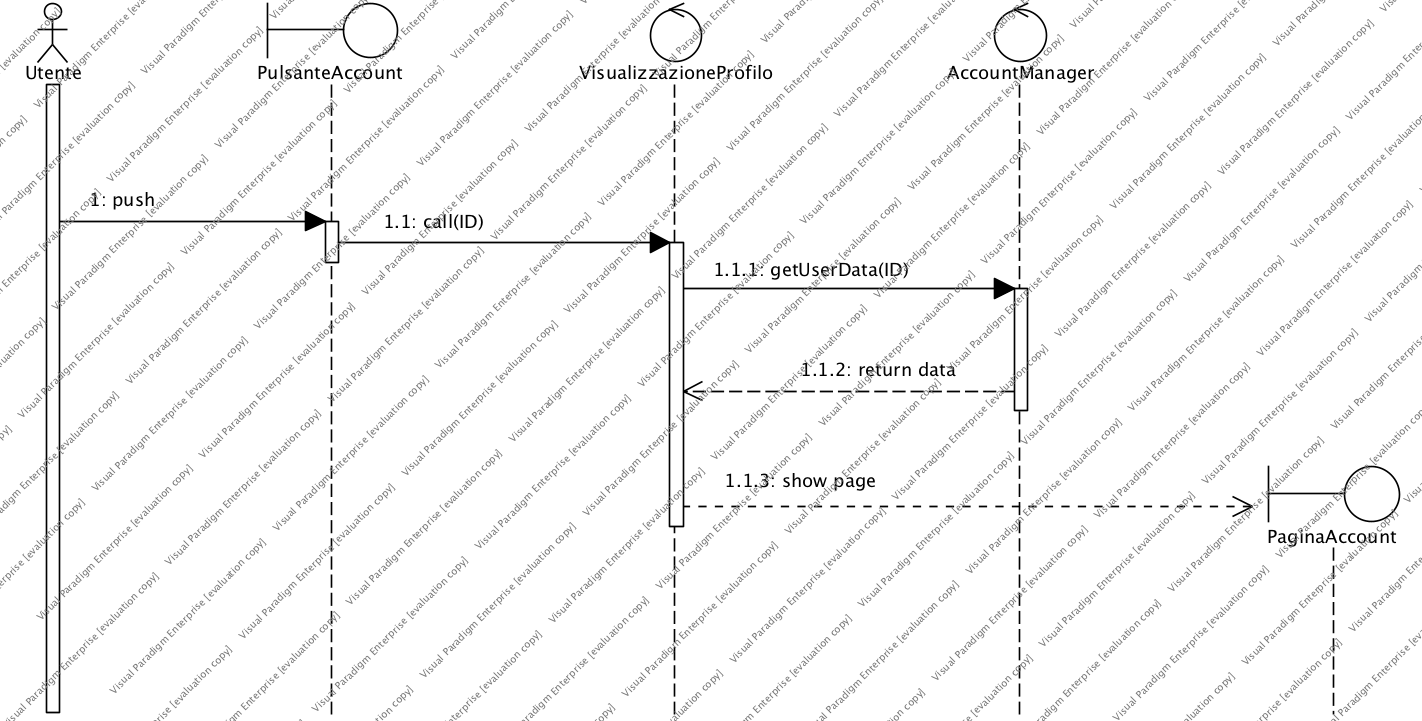 Utente
PulsanteAccount
VisualizzazioneProfilo
AccountManager
1: push
1.1: call(ID)
1.1.1: getUserData(ID)
1.1.2: return data
1.1.3: show page
PaginaAccount
Visual Paradigm Enterprise [evaluation copy]